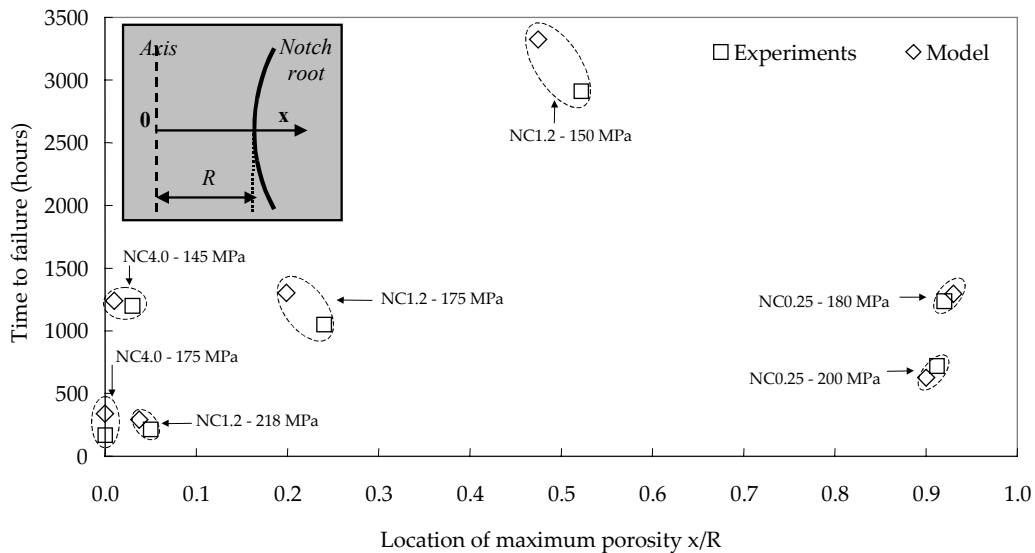 3500
3000
2500
2000
1500
1000
500
0
Time to failure (hours)
Axis
Notch
root
0
x
R
Experiments
Model
NC1.2 - 150 MPa
NC4.0 - 145 MPa
NC1.2 - 175 MPa
NC0.25 - 180 MPa
NC4.0 - 175 MPa
NC0.25 - 200 MPa
NC1.2 - 218 MPa
0.0 0.1 0.2 0.3 0.4 0.5 0.6 0.7 0.8 0.9 1.0
Location of maximum porosity x/R